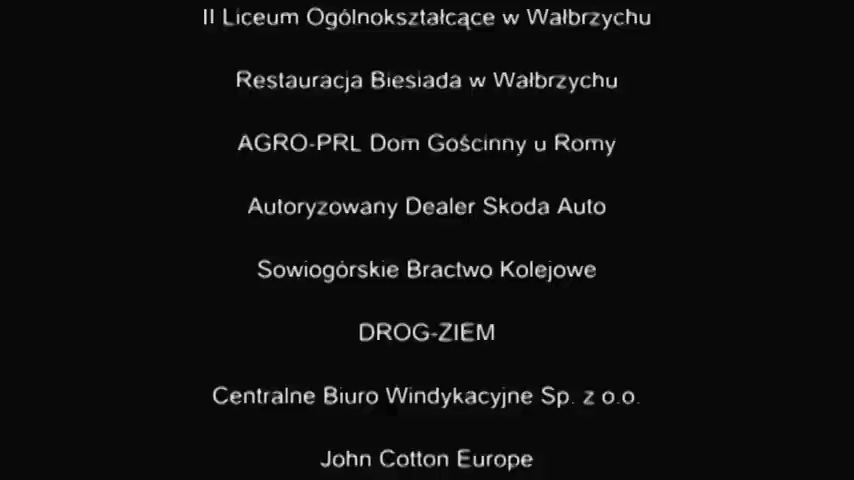 II Liceum Ogólnokształcące w Wałbrzychu
Restauracja Biesiada w Wałbrzychu
AGRO-PRL Dom Gościnny u Romy
Autoryzowany Dealer Skoda Auto
Sowiogórskie Bractwo Kolejowe
DROG-ZIEM
Centralne Biuro Windykacyjne Sp. z o.o.
John Cotton Europe